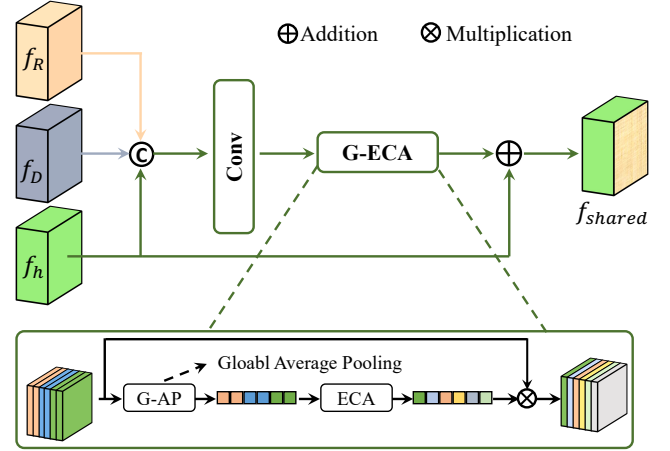 f_R
⊕Addition ⊗ Multiplication
f_D
C
Conv
G-ECA
f_h
f_shared
Gloabl Average Pooling
G-AP
ECA